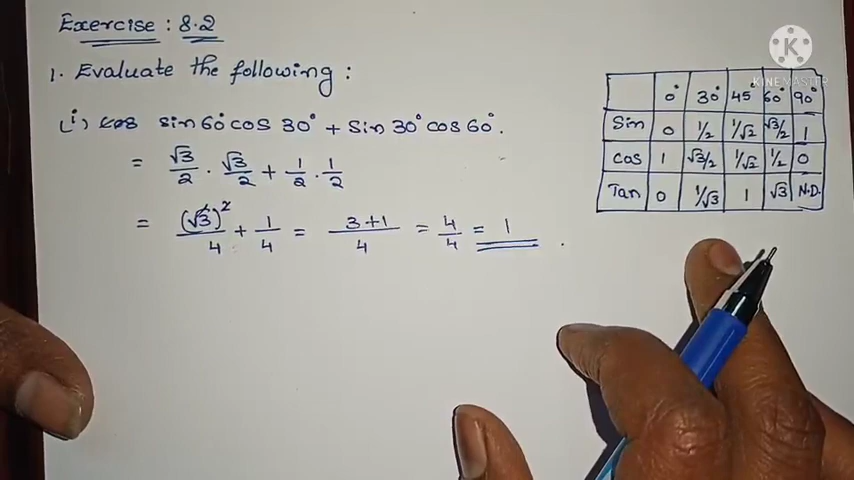 Exercise : 8.2
1. Evaluate the following :
(i) cos sin60° cos 30° + sin 30° cos 60°.
= √3/2 . √3/2 + 1/2 . 1/2
= (√3)²/4 + 1/4 = 3+1/4 = 4/4 = 1
0° 30° 45° 60° 90°
Sin 0 1/2 1/√2 √3/2 1
cos 1 √3/2 1/√2 1/2 0
Tan 0 1/√3 1 √3 N.D.
K
KINEMASTER